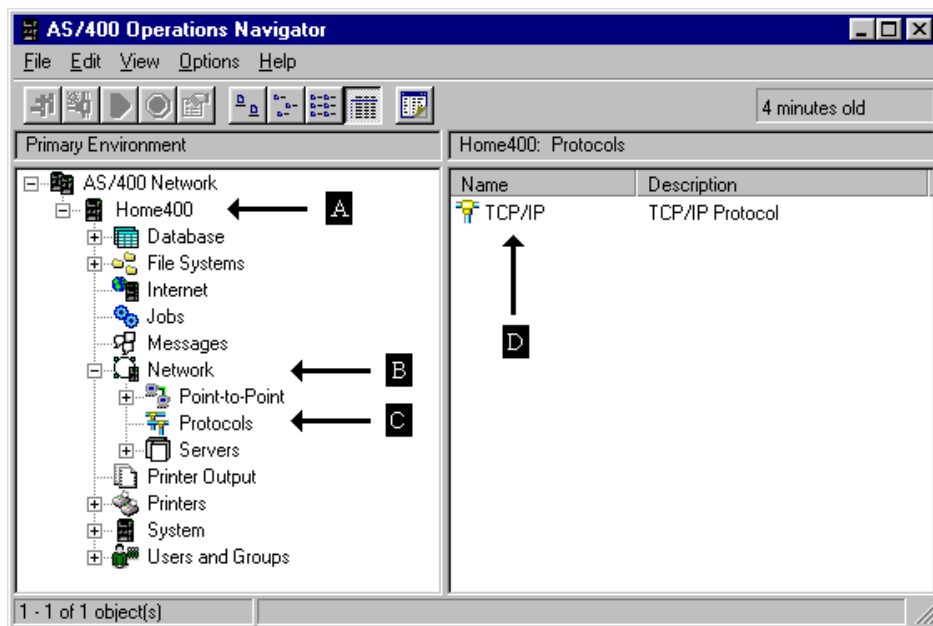 AS/400 Operations Navigator
File Edit View Options Help
4 minutes old
Primary Environment
Home400: Protocols
AS/400 Network
Home400
A
Database
File Systems
Internet
Jobs
Messages
Network
B
Point-to-Point
Protocols
C
Servers
Printer Output
Printers
System
Users and Groups
Name Description
TCP/IP TCP/IP Protocol
D
1 - 1 of 1 object(s)